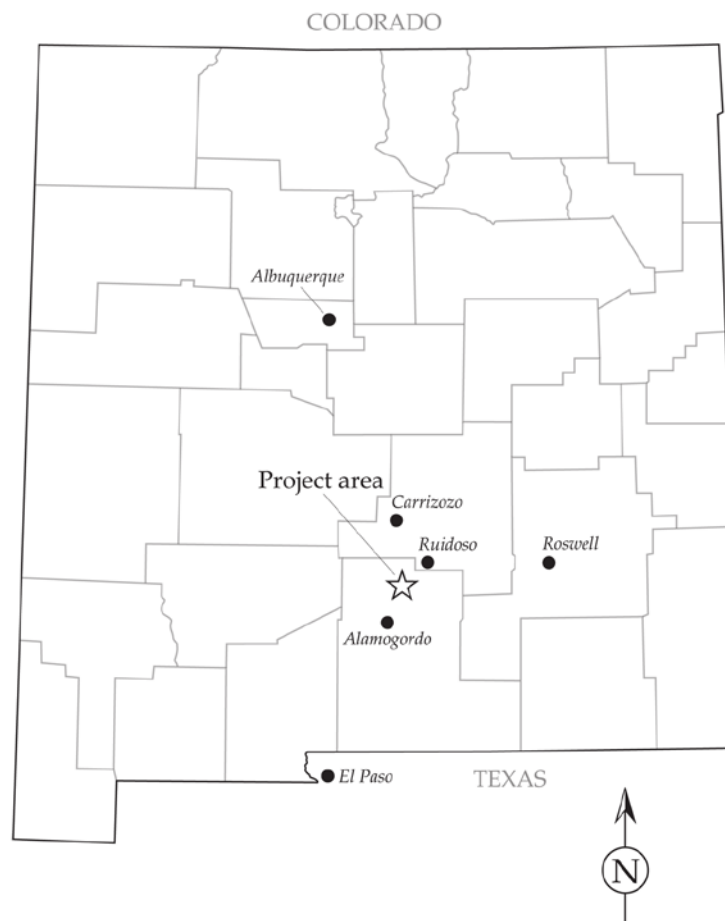 COLORADO
Albuquerque
Project area
Carrizozo
Ruidoso
Roswell
Alamogordo
El Paso
TEXAS
N